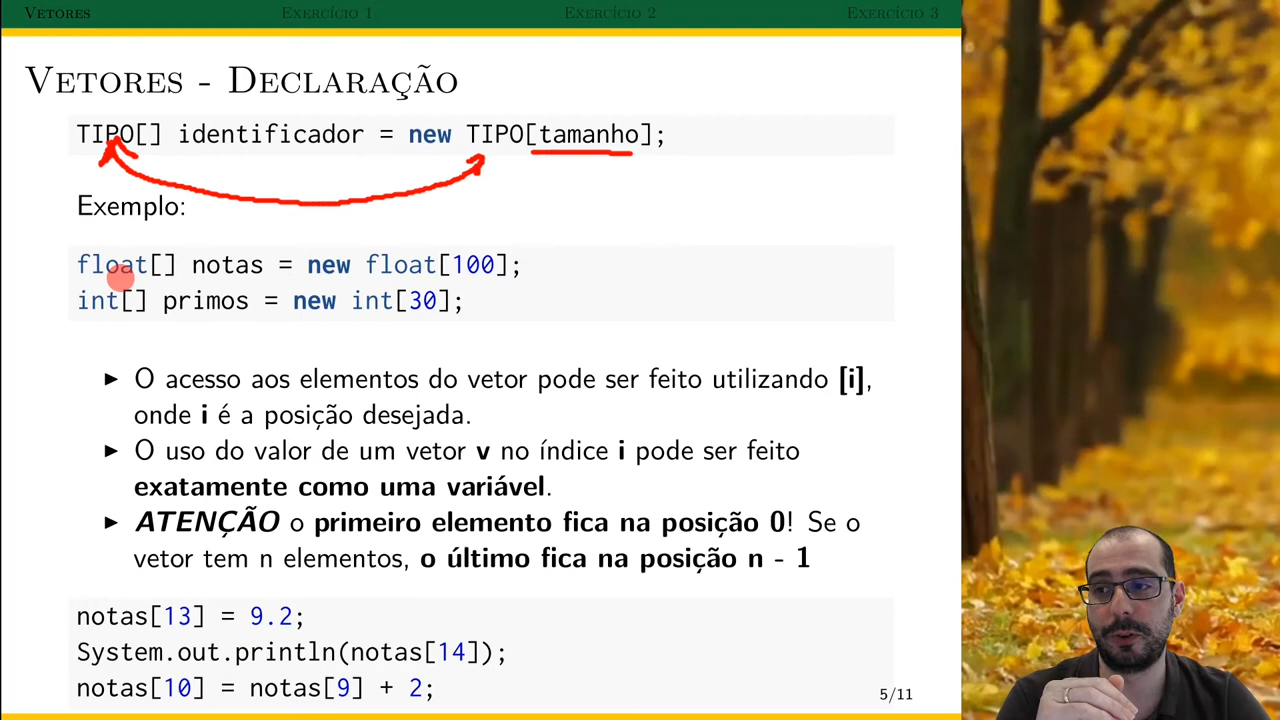 Vetores Exercício 1 Exercício 2 Exercício 3
Vetores - Declaração
TIPO[] identificador = new TIPO[tamanho];
Exemplo:
float[] notas = new float[100];
int[] primos = new int[30];
▶ O acesso aos elementos do vetor pode ser feito utilizando [i],
onde i é a posição desejada.
▶ O uso do valor de um vetor v no índice i pode ser feito
exatamente como uma variável.
▶ ATENÇÃO o primeiro elemento fica na posição 0! Se o
vetor tem n elementos, o último fica na posição n - 1
notas[13] = 9.2;
System.out.println(notas[14]);
notas[10] = notas[9] + 2;
5/11